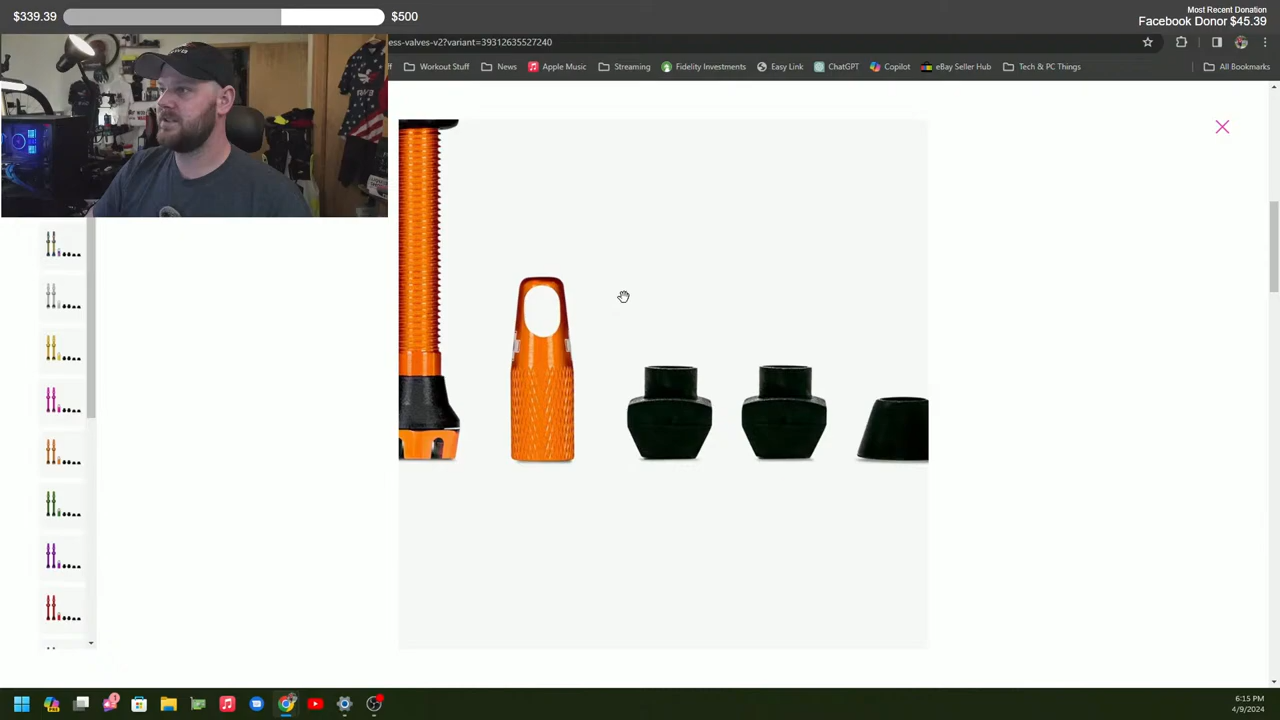 $339.39
$500
Most Recent Donation
Facebook Donor $45.39
ess-valves-v2?variant=39312635527240
Workout Stuff
News
Apple Music
Streaming
Fidelity Investments
Easy Link
ChatGPT
Copilot
eBay Seller Hub
Tech & PC Things
All Bookmarks
6:15 PM
4/9/2024